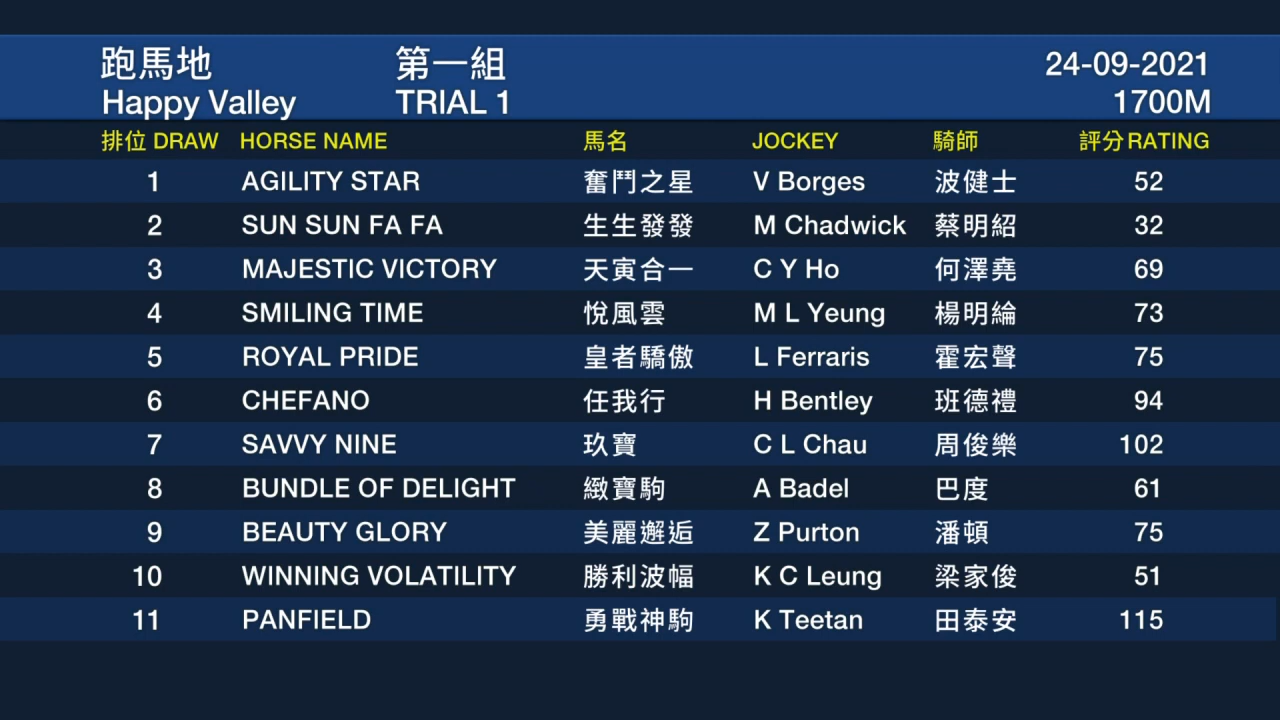 跑馬地 第一組 24-09-2021
Happy Valley TRIAL 1 1700M
排位 DRAW HORSE NAME 馬名 JOCKEY 騎師 評分 RATING
1 AGILITY STAR 奮鬥之星 V Borges 波健士 52
2 SUN SUN FA FA 生生發發 M Chadwick 蔡明紹 32
3 MAJESTIC VICTORY 天寅合一 C Y Ho 何澤堯 69
4 SMILING TIME 悅風雲 M L Yeung 楊明綸 73
5 ROYAL PRIDE 皇者驕傲 L Ferraris 霍宏聲 75
6 CHEFANO 任我行 H Bentley 班德禮 94
7 SAVVY NINE 玖寶 C L Chau 周俊樂 102
8 BUNDLE OF DELIGHT 緻寶駒 A Badel 巴度 61
9 BEAUTY GLORY 美麗邂逅 Z Purton 潘頓 75
10 WINNING VOLATILITY 勝利波幅 K C Leung 梁家俊 51
11 PANFIELD 勇戰神駒 K Teetan 田泰安 115